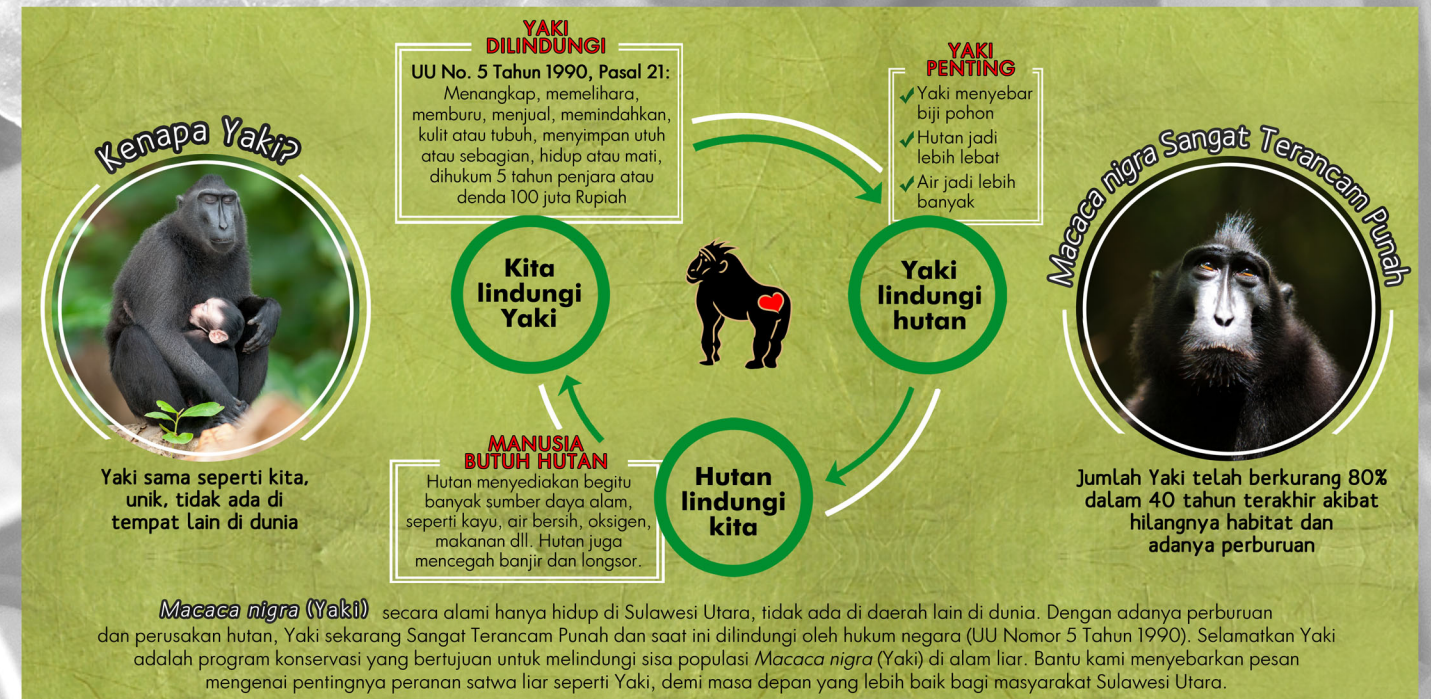 Kenapa Yaki?
Yaki sama seperti kita,
unik, tidak ada di
tempat lain di dunia
YAKI
DILINDUNGI
UU No. 5 Tahun 1990, Pasal 21:
Menangkap, memelihara,
memburu, menjual, memindahkan,
kulit atau tubuh, menyimpan utuh
atau sebagian, hidup atau mati,
dihukum 5 tahun penjara atau
denda 100 juta Rupiah
Kita
lindungi
Yaki
YAKI
PENTING
Yaki menyebar
biji pohon
Hutan jadi
lebih lebat
Air jadi lebih
banyak
Yaki
lindungi
hutan
MANUSIA
BUTUH HUTAN
Hutan menyediakan begitu
banyak sumber daya alam,
seperti kayu, air bersih, oksigen,
makanan dll. Hutan juga
mencegah banjir dan longsor.
Hutan
lindungi
kita
Macaca nigra Sangat Terancam Punah
Jumlah Yaki telah berkurang 80%
dalam 40 tahun terakhir akibat
hilangnya habitat dan
adanya perburuan
Macaca nigra (Yaki) secara alami hanya hidup di Sulawesi Utara, tidak ada di daerah lain di dunia. Dengan adanya perburuan
dan perusakan hutan, Yaki sekarang Sangat Terancam Punah dan saat ini dilindungi oleh hukum negara (UU Nomor 5 Tahun 1990). Selamatkan Yaki
adalah program konservasi yang bertujuan untuk melindungi sisa populasi Macaca nigra (Yaki) di alam liar. Bantu kami menyebarkan pesan
mengenai pentingnya peranan satwa liar seperti Yaki, demi masa depan yang lebih baik bagi masyarakat Sulawesi Utara.